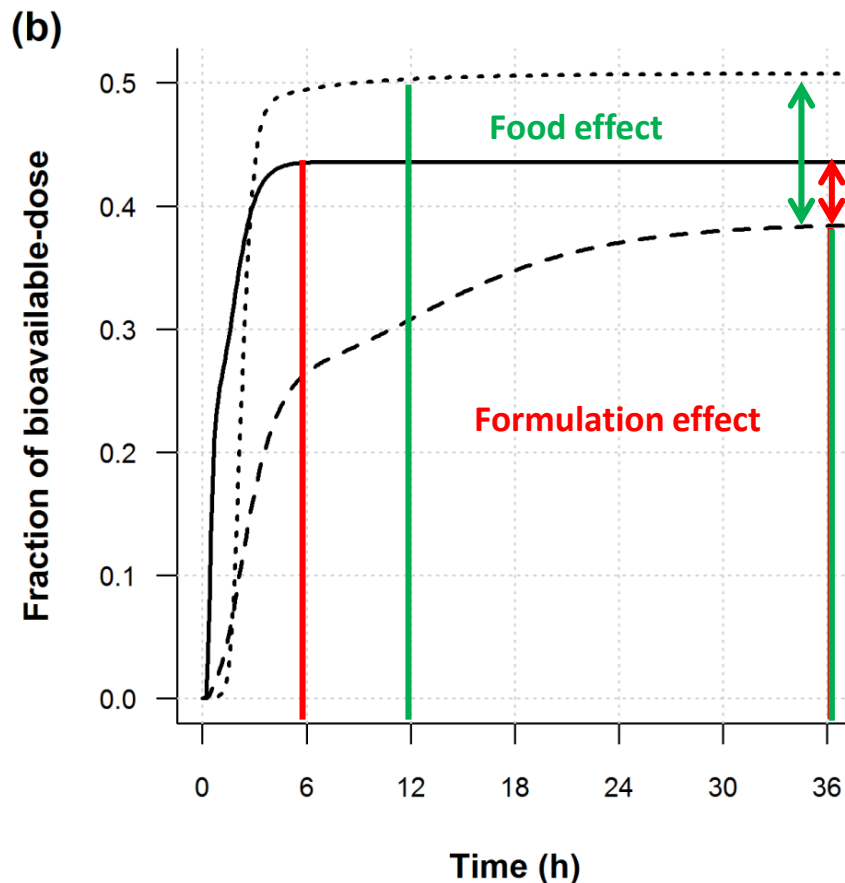 (b)
Fraction of bioavailable-dose
0.5
0.4
0.3
0.2
0.1
0.0
Food effect
Formulation effect
0 6 12 18 24 30 36
Time (h)